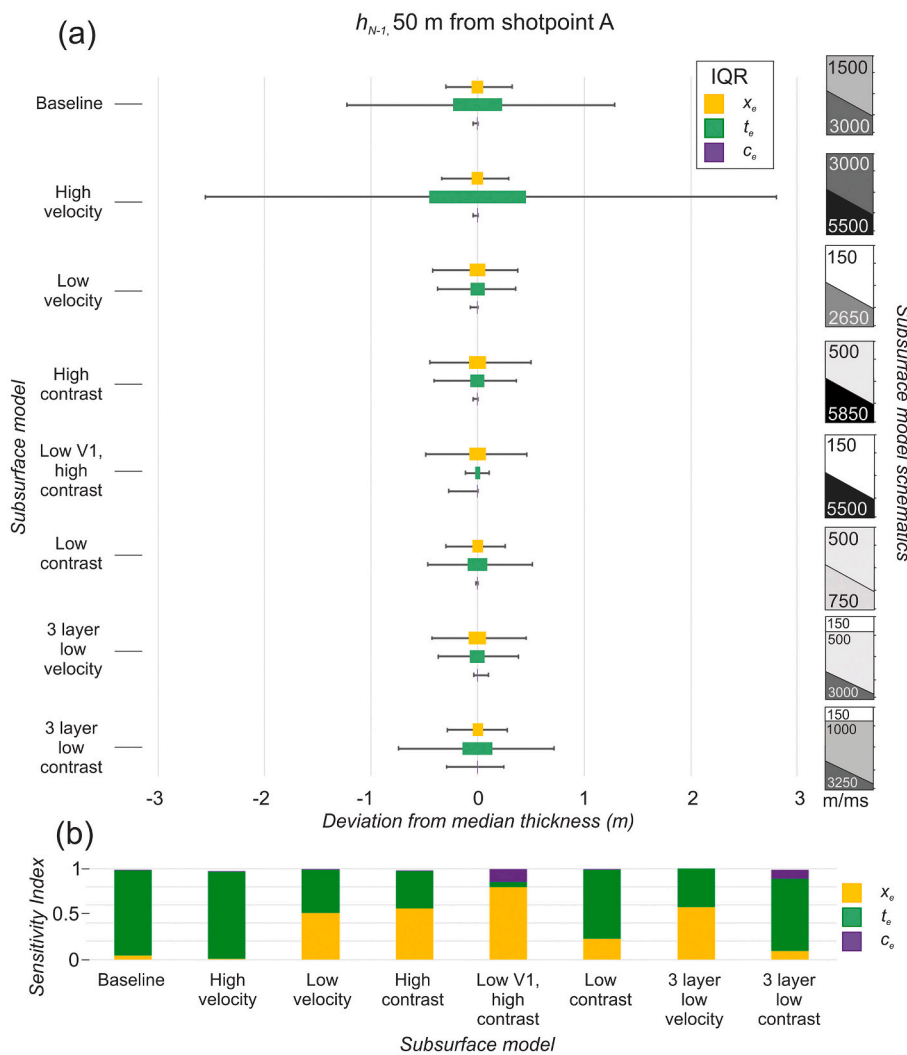 (a)
h_N-1, 50 m from shotpoint A
IQR
x_e
t_e
c_e
Subsurface model
Baseline
High
velocity
Low
velocity
High
contrast
Low V1,
high
contrast
Low
contrast
3 layer
low
velocity
3 layer
low
contrast
1500
3000
3000
5500
150
2650
500
5850
150
5500
500
750
150
500
3000
150
1000
3250
m/ms
Subsurface model schematics
-3 -2 -1 0 1 2 3
Deviation from median thickness (m)
(b)
Sensitivity Index
1
0.5
0
x_e
t_e
c_e
Baseline
High
velocity
Low
velocity
High
contrast
Low V1,
high
contrast
Low
contrast
3 layer
low
velocity
3 layer
low
contrast
Subsurface model